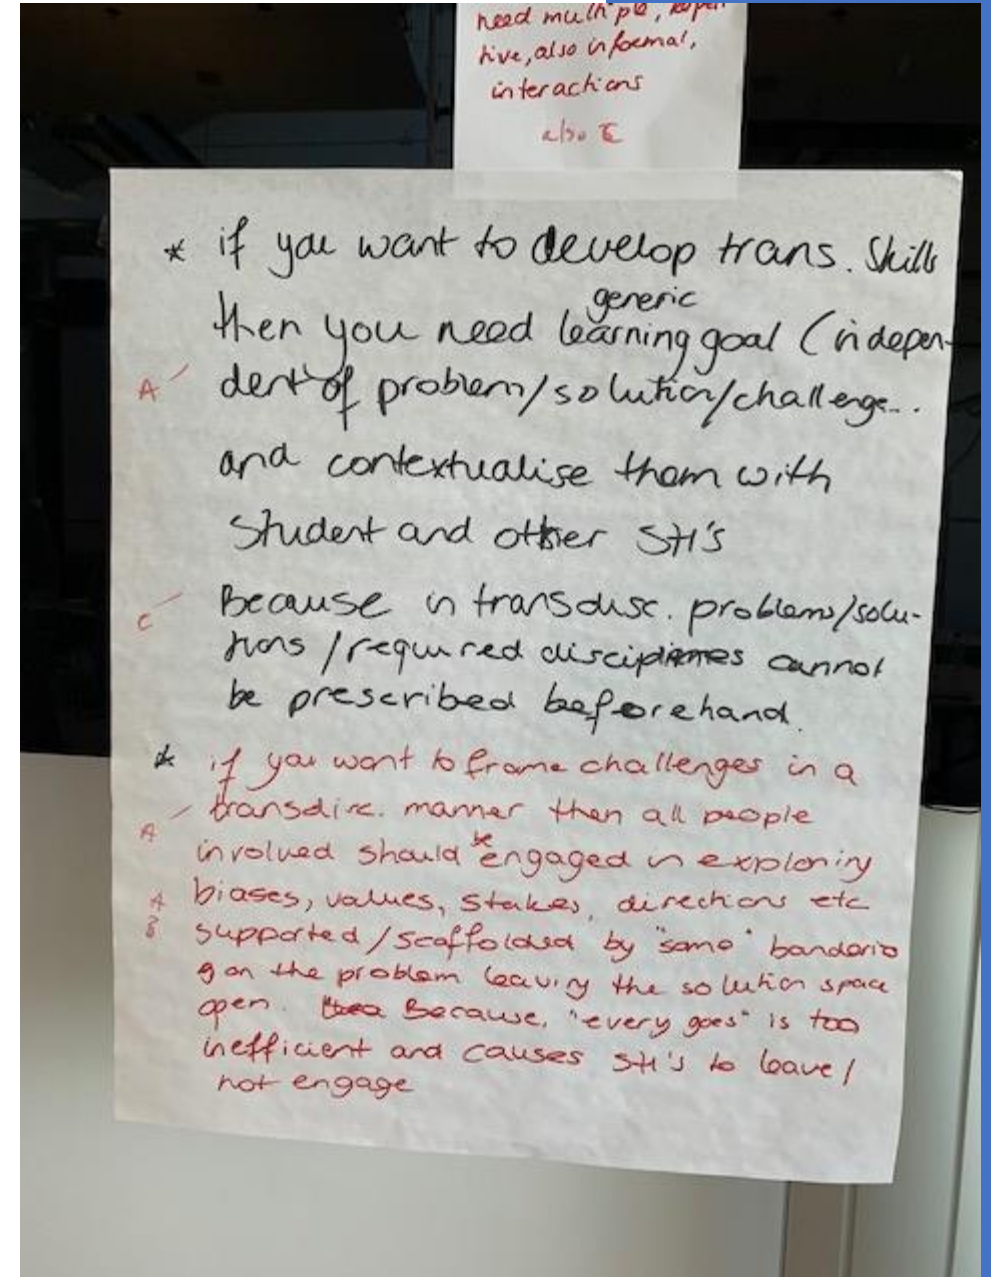 need multiple, repeti
tive, also informal,
interactions
also C
* if you want to develop trans. Skills
generic
then you need learning goal (indepen-
A dent of problem/solution/challenge...
and contextualise them with
student and other SH's
C Because in transdisc. problems/solu-
tions / required disciplines cannot
be prescribed beforehand.
* if you want to frame challenges in a
transdisc. manner then all people
be
A involved should engaged in exploring
A biases, values, stakes, directions etc
B supported/scaffolded by "some"
g on the problem leaving the solution space
open. Because, "every goes" is too
inefficient and causes SH's to leave/
not engage